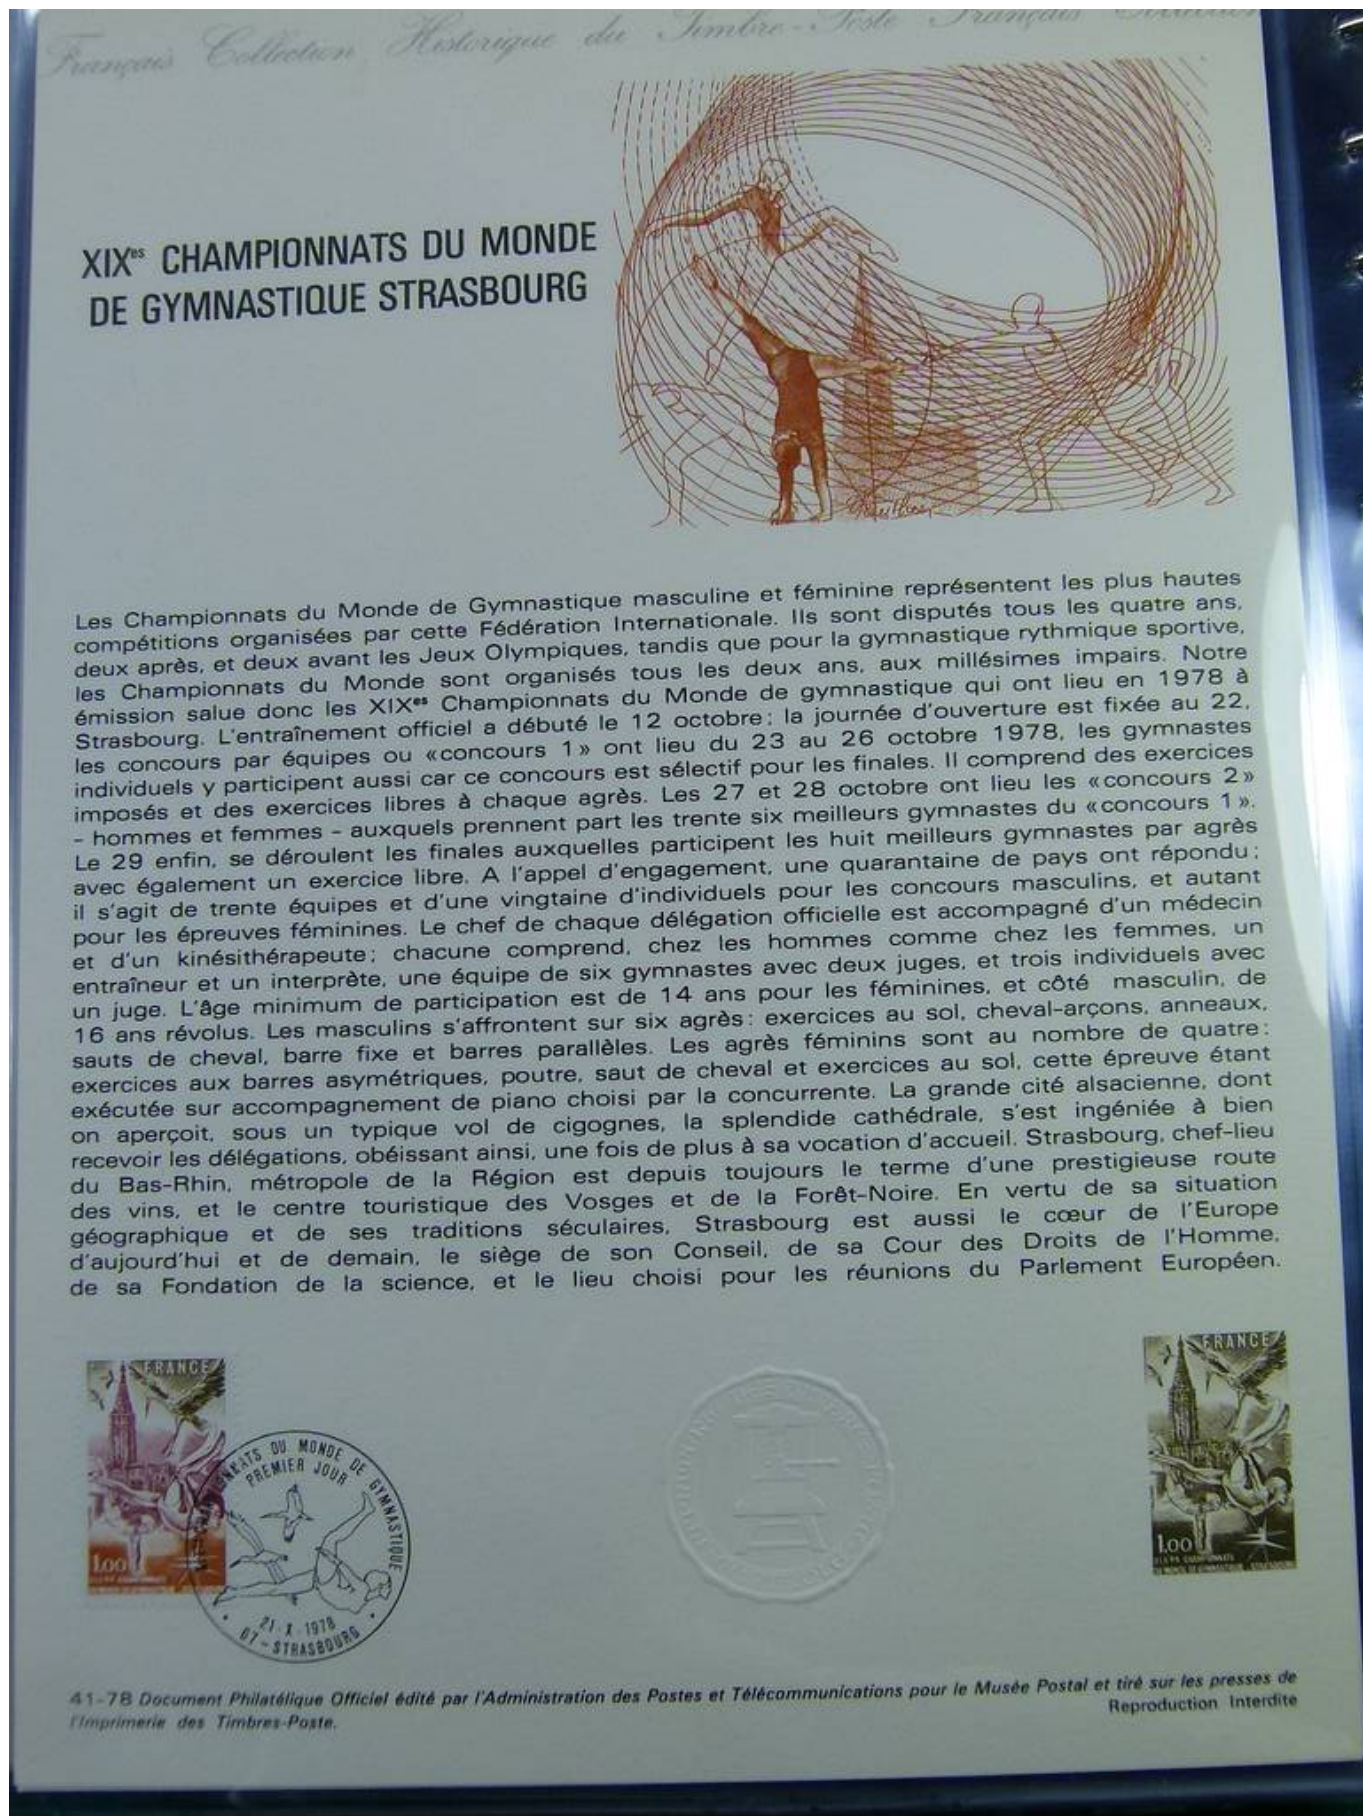 Français Collection Historique du Timbre-Poste Français Collection
XIXes CHAMPIONNATS DU MONDE
DE GYMNASTIQUE STRASBOURG
Les Championnats du Monde de Gymnastique masculine et féminine représentent les plus hautes
compétitions organisées par cette Fédération Internationale. Ils sont disputés tous les quatre ans,
deux après, et deux avant les Jeux Olympiques, tandis que pour la gymnastique rythmique sportive,
les Championnats du Monde sont organisés tous les deux ans, aux millésimes impairs. Notre
émission salue donc les XIXes Championnats du Monde de gymnastique qui ont lieu en 1978 à
Strasbourg. L'entraînement officiel a débuté le 12 octobre; la journée d'ouverture est fixée au 22,
les concours par équipes ou «concours 1» ont lieu du 23 au 26 octobre 1978, les gymnastes
individuels y participent aussi car ce concours est sélectif pour les finales. Il comprend des exercices
imposés et des exercices libres à chaque agrès. Les 27 et 28 octobre ont lieu les «concours 2»
- hommes et femmes - auxquels prennent part les trente six meilleurs gymnastes du «concours 1».
Le 29 enfin, se déroulent les finales auxquelles participent les huit meilleurs gymnastes par agrès
avec également un exercice libre. A l'appel d'engagement, une quarantaine de pays ont répondu;
il s'agit de trente équipes et d'une vingtaine d'individuels pour les concours masculins, et autant
pour les épreuves féminines. Le chef de chaque délégation officielle est accompagné d'un médecin
et d'un kinésithérapeute; chacune comprend, chez les hommes comme chez les femmes, un
entraîneur et un interprète, une équipe de six gymnastes avec deux juges, et trois individuels avec
un juge. L'âge minimum de participation est de 14 ans pour les féminines, et côté masculin, de
16 ans révolus. Les masculins s'affrontent sur six agrès: exercices au sol, cheval-arçons, anneaux,
sauts de cheval, barre fixe et barres parallèles. Les agrès féminins sont au nombre de quatre:
exercices aux barres asymétriques, poutre, saut de cheval et exercices au sol, cette épreuve étant
exécutée sur accompagnement de piano choisi par la concurrente. La grande cité alsacienne, dont
on aperçoit, sous un typique vol de cigognes, la splendide cathédrale, s'est ingéniée à bien
recevoir les délégations, obéissant ainsi, une fois de plus à sa vocation d'accueil. Strasbourg, chef-lieu
du Bas-Rhin, métropole de la Région est depuis toujours le terme d'une prestigieuse route
des vins, et le centre touristique des Vosges et de la Forêt-Noire. En vertu de sa situation
géographique et de ses traditions séculaires, Strasbourg est aussi le cœur de l'Europe
d'aujourd'hui et de demain, le siège de son Conseil, de sa Cour des Droits de l'Homme,
de sa Fondation de la science, et le lieu choisi pour les réunions du Parlement Européen.
FRANCE
1.00
DU MONDE DE GYMNASTIQUE
PREMIER JOUR
21-X-1978
67-STRASBOURG
FRANCE
1.00
41-78 Document Philatélique Officiel édité par l'Administration des Postes et Télécommunications pour le Musée Postal et tiré sur les presses de
l'Imprimerie des Timbres-Poste.
Reproduction Interdite